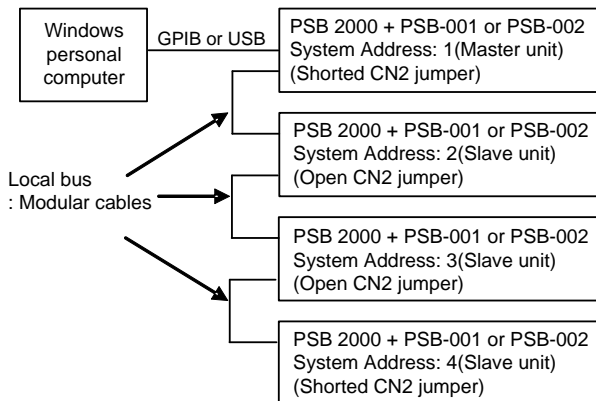 Windows
personal
computer
GPIB or USB
PSB 2000 + PSB-001 or PSB-002
System Address: 1(Master unit)
(Shorted CN2 jumper)
PSB 2000 + PSB-001 or PSB-002
System Address: 2(Slave unit)
(Open CN2 jumper)
Local bus
: Modular cables
PSB 2000 + PSB-001 or PSB-002
System Address: 3(Slave unit)
(Open CN2 jumper)
PSB 2000 + PSB-001 or PSB-002
System Address: 4(Slave unit)
(Shorted CN2 jumper)